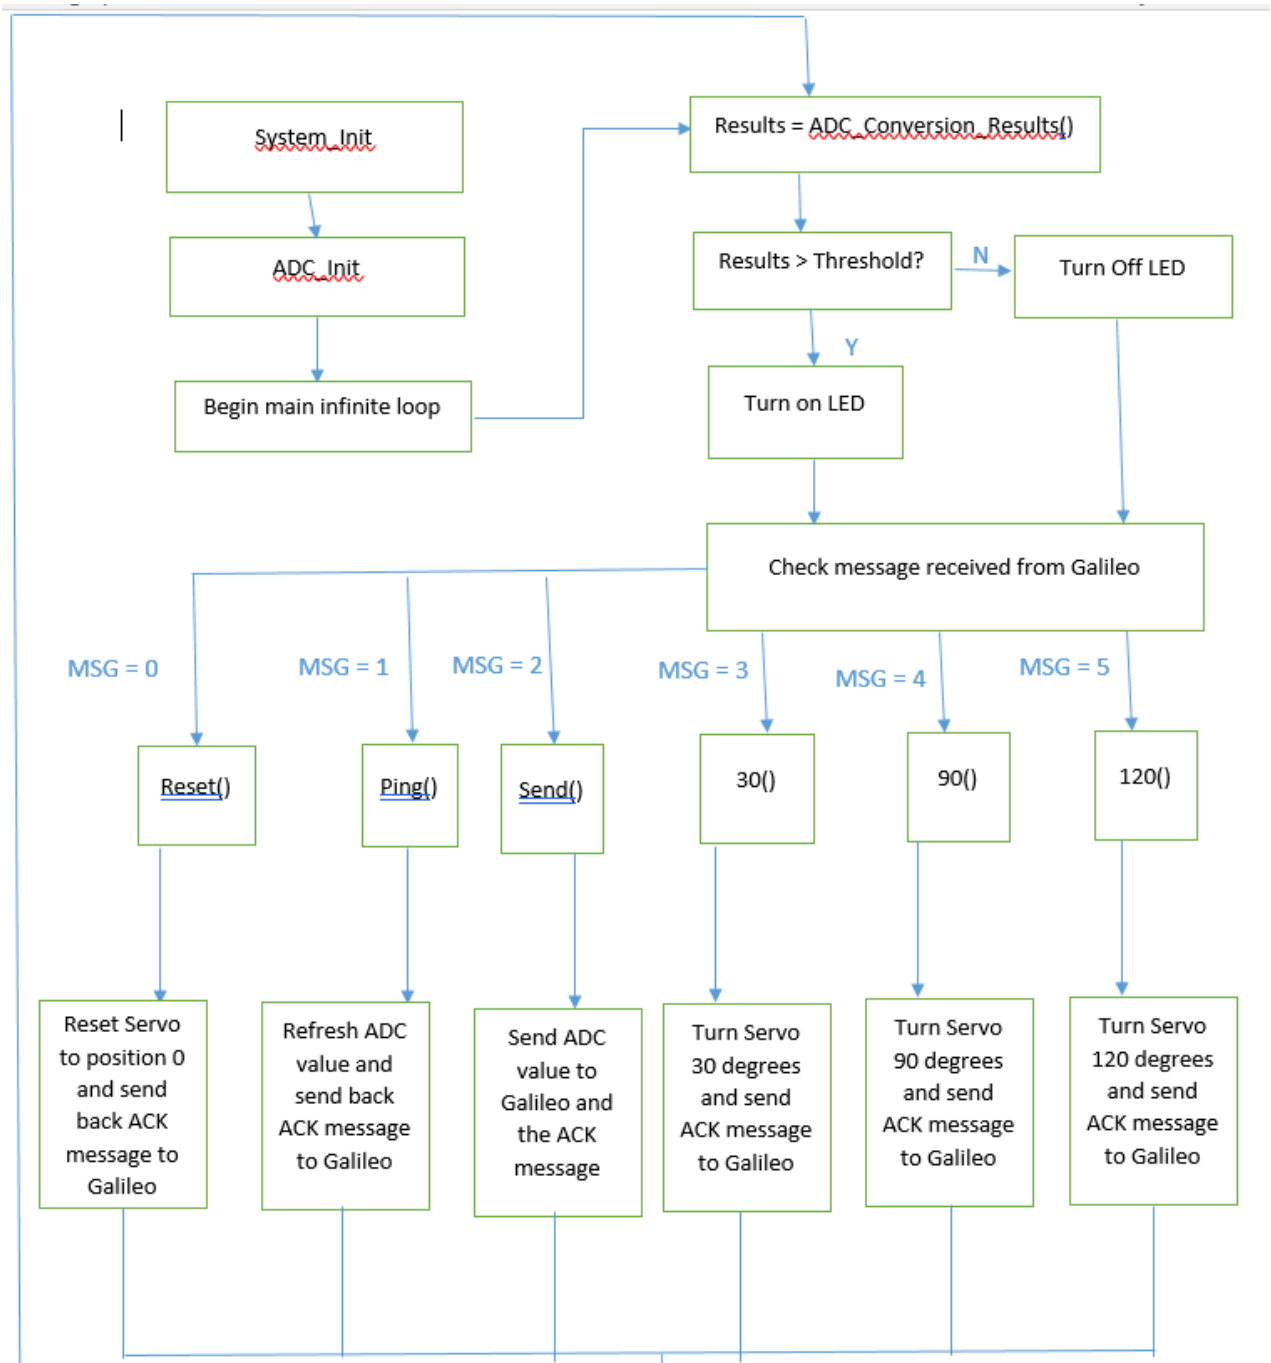 System_Init
ADC_Init
Begin main infinite loop
Results = ADC_Conversion_Results()
Results > Threshold?
N
Turn Off LED
Y
Turn on LED
Check message received from Galileo
MSG = 0
MSG = 1
MSG = 2
MSG = 3
MSG = 4
MSG = 5
Reset()
Ping()
Send()
30()
90()
120()
Reset Servo
to position 0
and send
back ACK
message to
Galileo
Refresh ADC
value and
send back
ACK message
to Galileo
Send ADC
value to
Galileo and
the ACK
message
Turn Servo
30 degrees
and send
ACK message
to Galileo
Turn Servo
90 degrees
and send
ACK message
to Galileo
Turn Servo
120 degrees
and send
ACK message
to Galileo